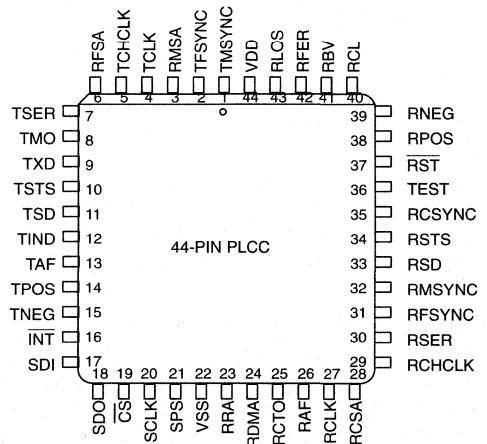 RFSA TCHCLK TCLK RMSA TFSYNC TMSYNC VDD RLOS RFER RBV RCL
6 5 4 3 2 1 44 43 42 41 40
TSER 7 39 RNEG
TMO 8 38 RPOS
TXD 9 37 RST
TSTS 10 36 TEST
TSD 11 35 RCSYNC
TIND 12 34 RSTS
44-PIN PLCC
TAF 13 33 RSD
TPOS 14 32 RMSYNC
TNEG 15 31 RFSYNC
INT 16 30 RSER
SDI 17 29 RCHCLK
18 19 20 21 22 23 24 25 26 27 28
SDO CS SCLK SPS VSS RRA RDMA RCTO RAF RCLK RCSA